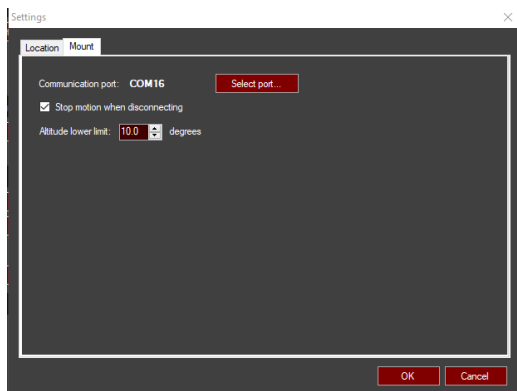 Settings
Location Mount
Communication port: COM16 Select port...
Stop motion when disconnecting
Altitude lower limit: 10.0 degrees
OK Cancel